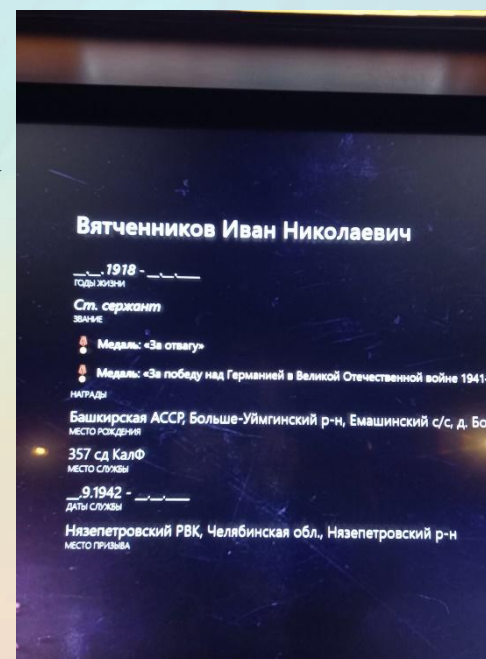 Вятченников Иван Николаевич
__.__.1918 - __.__.____
ГОДЫ ЖИЗНИ
Ст. сержант
ЗВАНИЕ
Медаль: «За отвагу»
Медаль: «За победу над Германией в Великой Отечественной войне 1941-
НАГРАДЫ
Башкирская АССР, Больше-Уймгинский р-н, Емашинский с/с, д. Бо
МЕСТО РОЖДЕНИЯ
357 сд КалФ
МЕСТО СЛУЖБЫ
__.9.1942 - __.__.____
ДАТЫ СЛУЖБЫ
Нязепетровский РВК, Челябинская обл., Нязепетровский р-н
МЕСТО ПРИЗЫВА